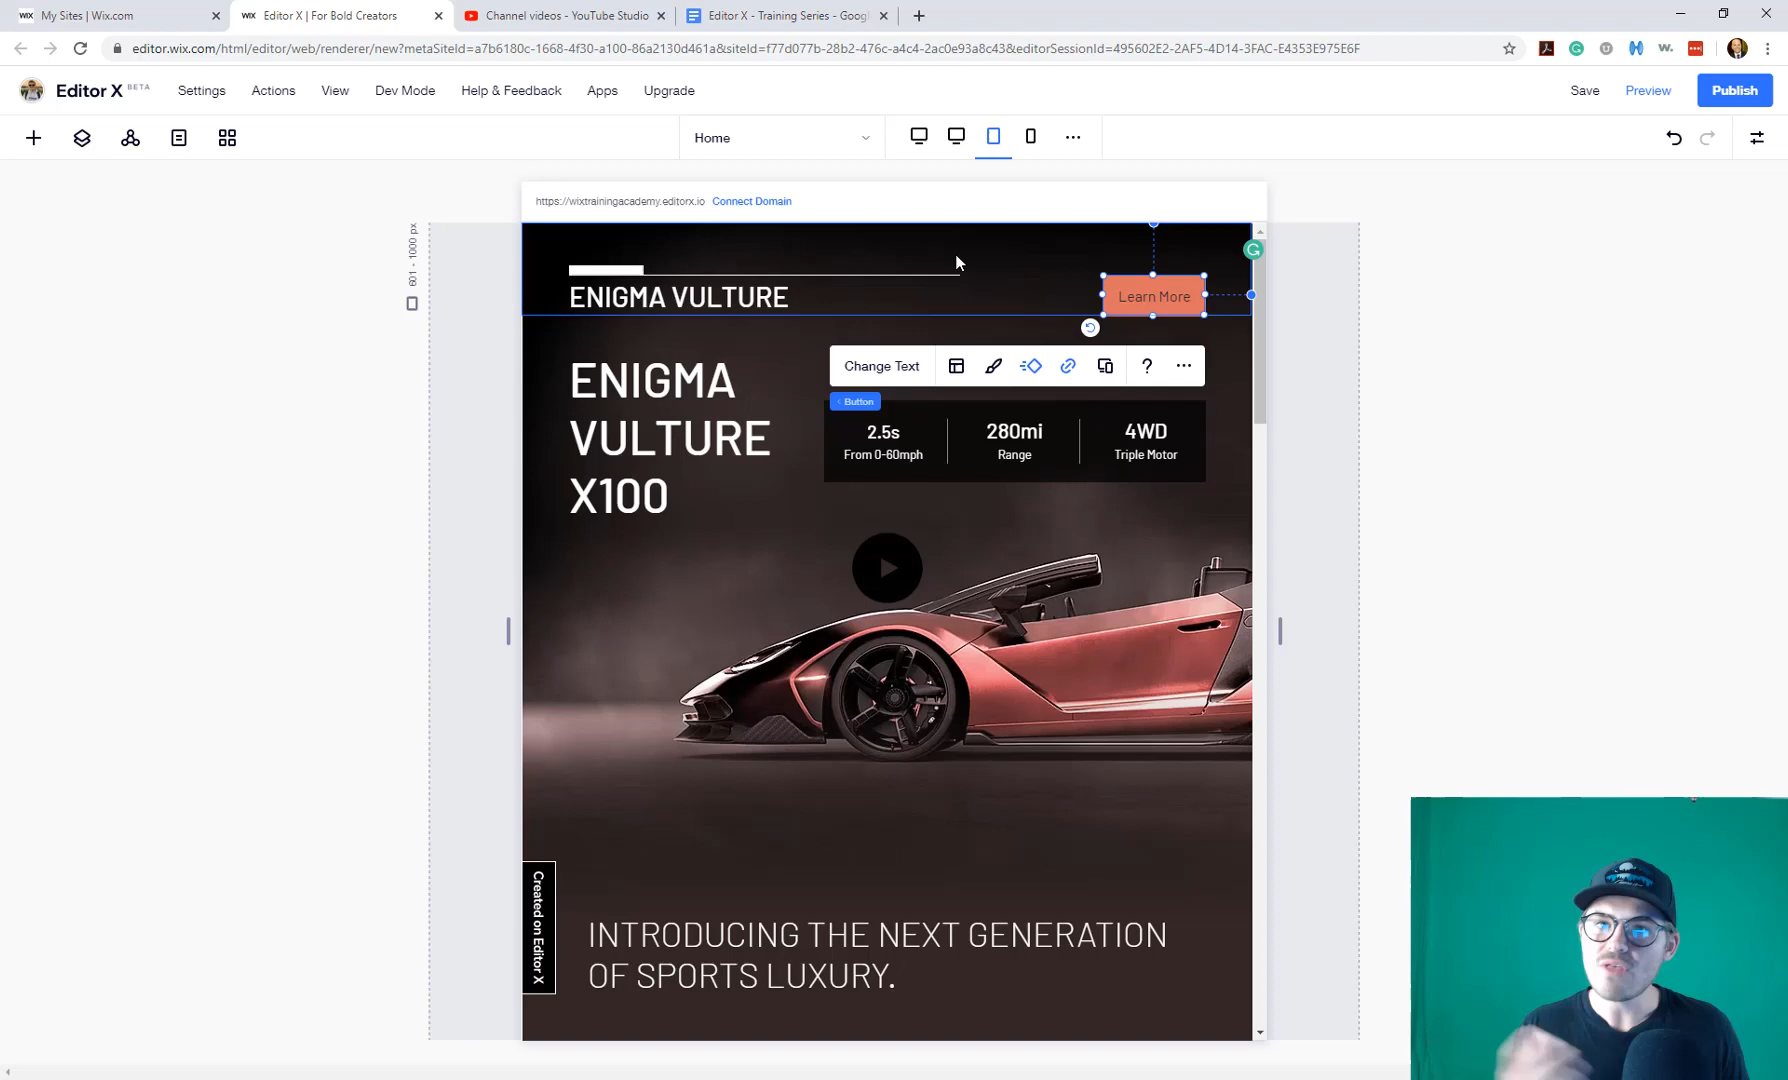 My Sites | Wix.com
Editor X | For Bold Creators
Channel videos - YouTube Studio
Editor X - Training Series - Goog
editor.wix.com/html/editor/web/renderer/new?metaSiteId=a7b6180c-1668-4f30-a100-86a2130d461a&siteId=f77d077b-28b2-476c-a4c4-2ac0e93a8c43&editorSessionId=495602E2-2AF5-4D14-3FAC-E4353E975E6F
Editor X BETA
Settings
Actions
View
Dev Mode
Help & Feedback
Apps
Upgrade
Save
Preview
Publish
Home
https://wixtrainingacademy.editorx.io Connect Domain
601 - 1000 px
ENIGMA VULTURE
Learn More
ENIGMA
VULTURE
X100
Change Text
Button
2.5s
From 0-60mph
280mi
Range
4WD
Triple Motor
Created on Editor X
INTRODUCING THE NEXT GENERATION
OF SPORTS LUXURY.